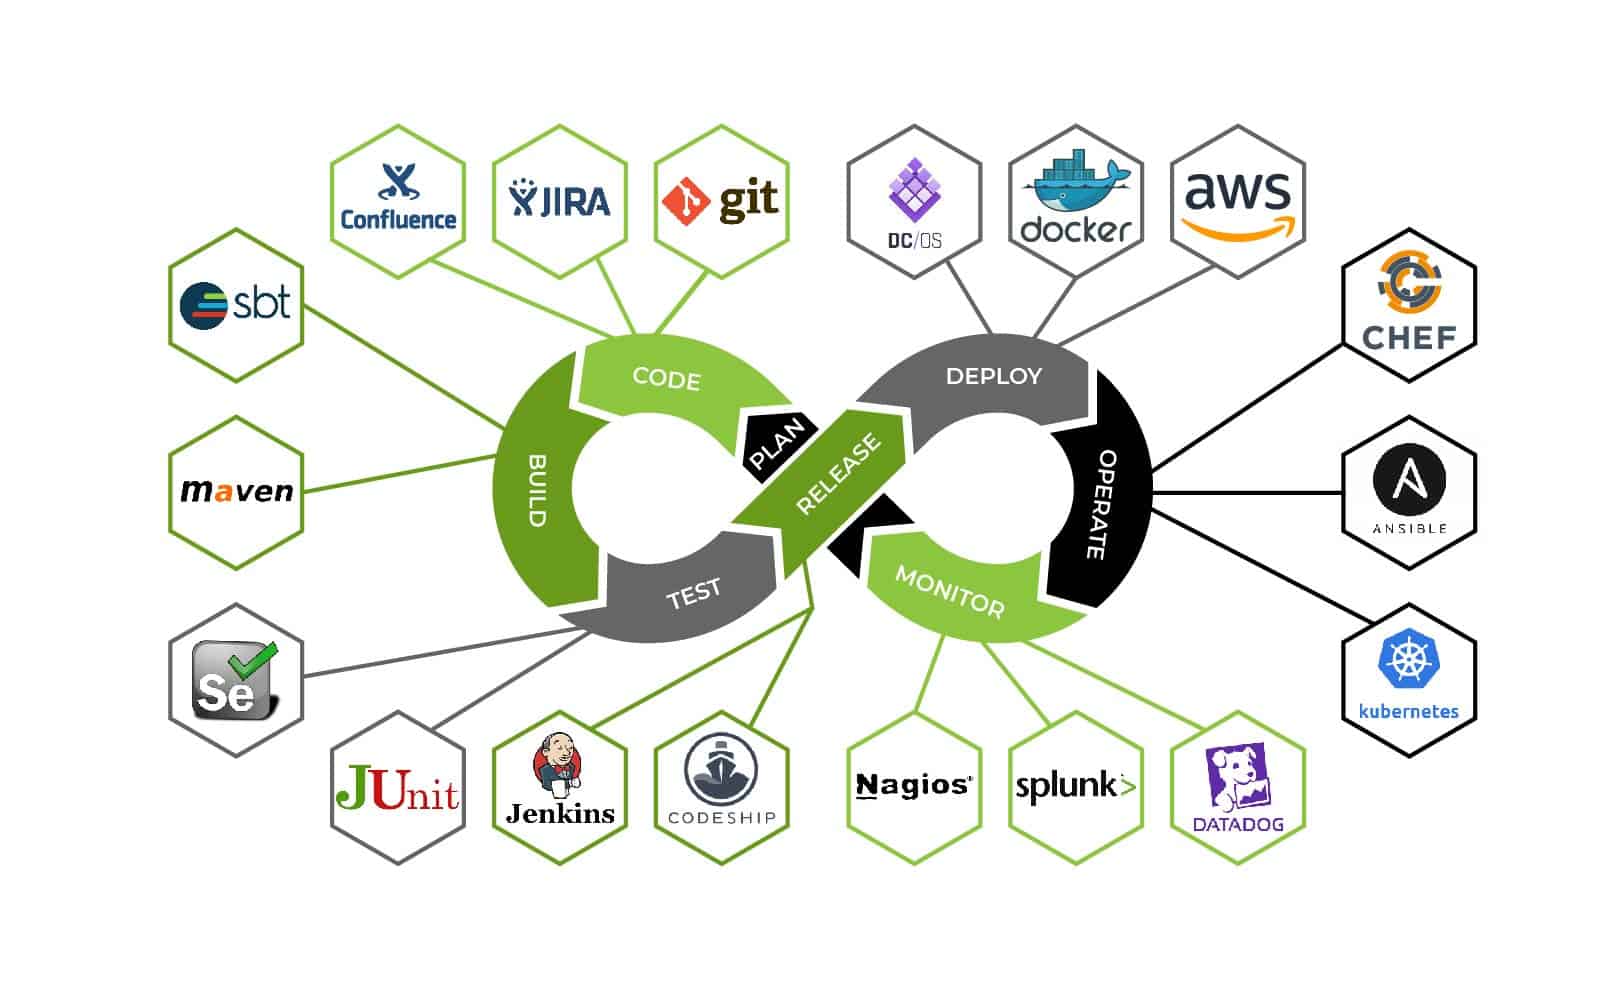 Confluence
JIRA
git
DC/OS
docker
aws
sbt
CHEF
CODE
DEPLOY
PLAN
RELEASE
BUILD
OPERATE
maven
ANSIBLE
TEST
MONITOR
Se
kubernetes
JUnit
Jenkins
CODESHIP
Nagios®
splunk>
DATADOG